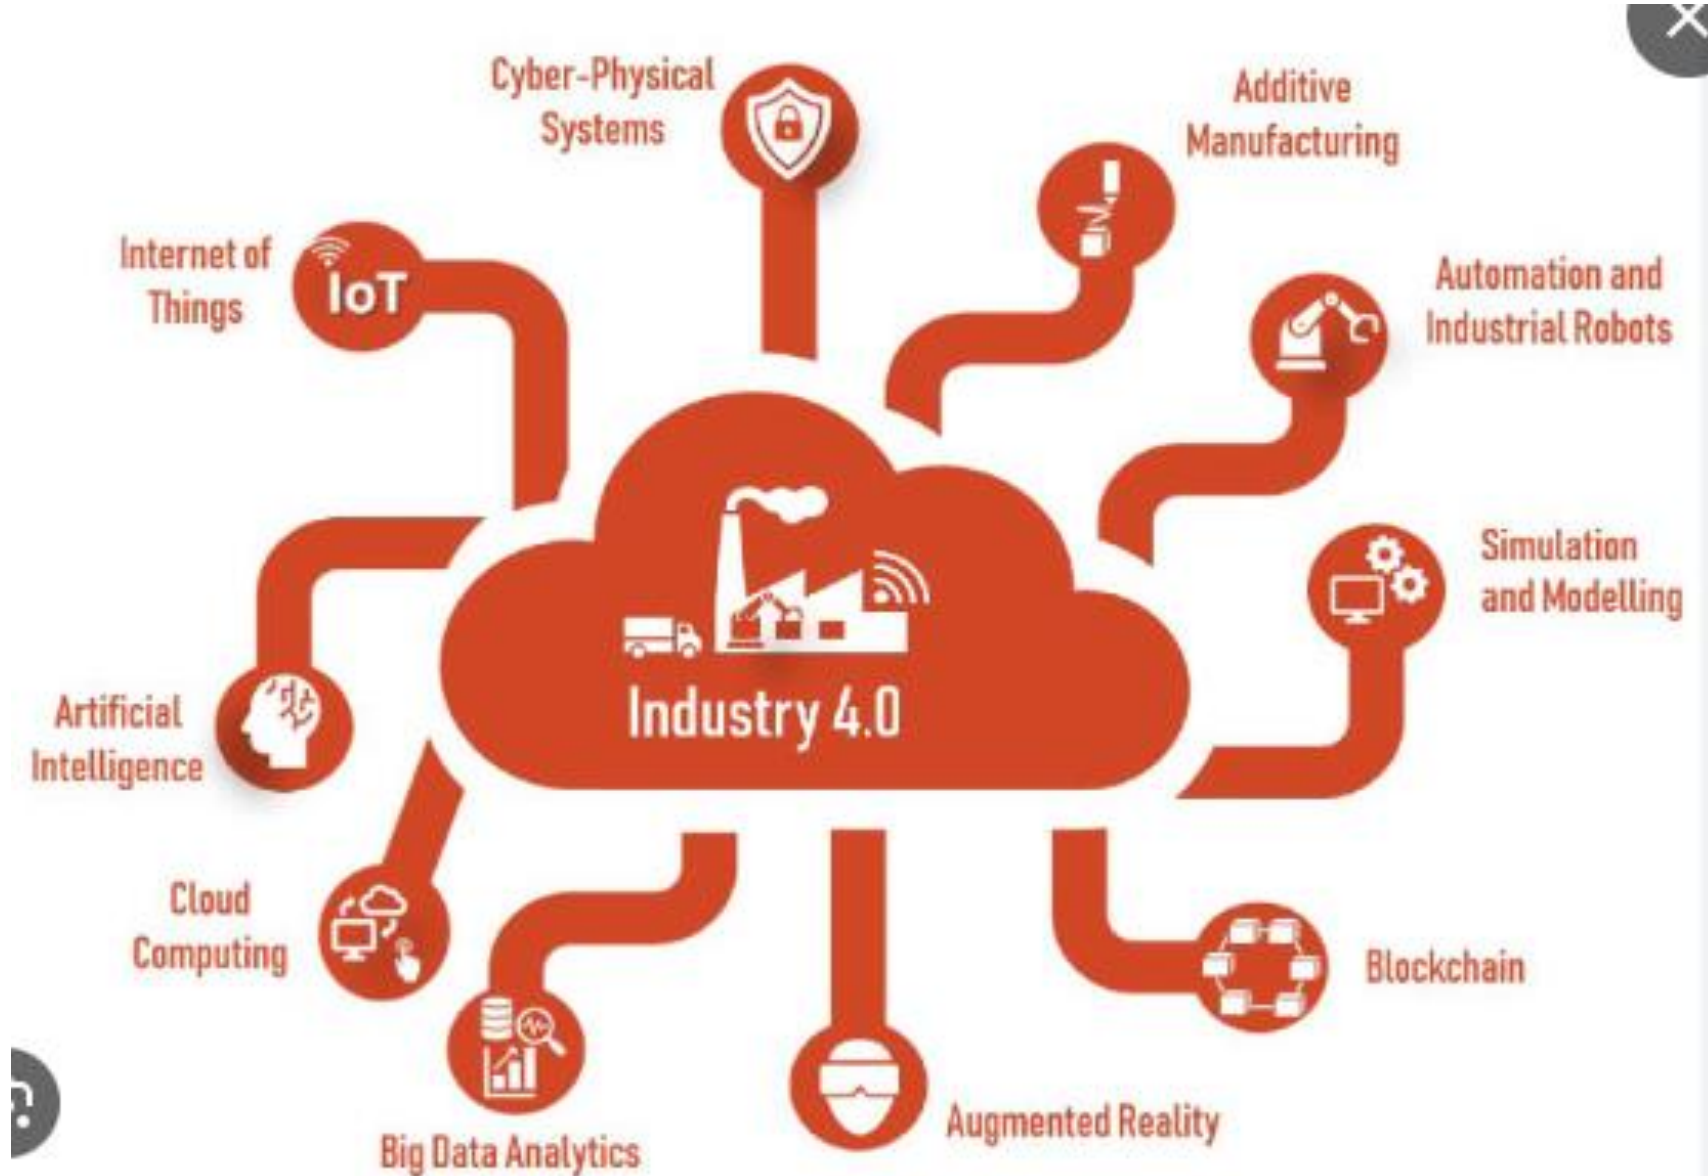 Cyber-Physical
Systems
Additive
Manufacturing
Internet of
Things
IoT
Automation and
Industrial Robots
Simulation
and Modelling
Industry 4.0
Artificial
Intelligence
Cloud
Computing
Blockchain
Big Data Analytics
Augmented Reality